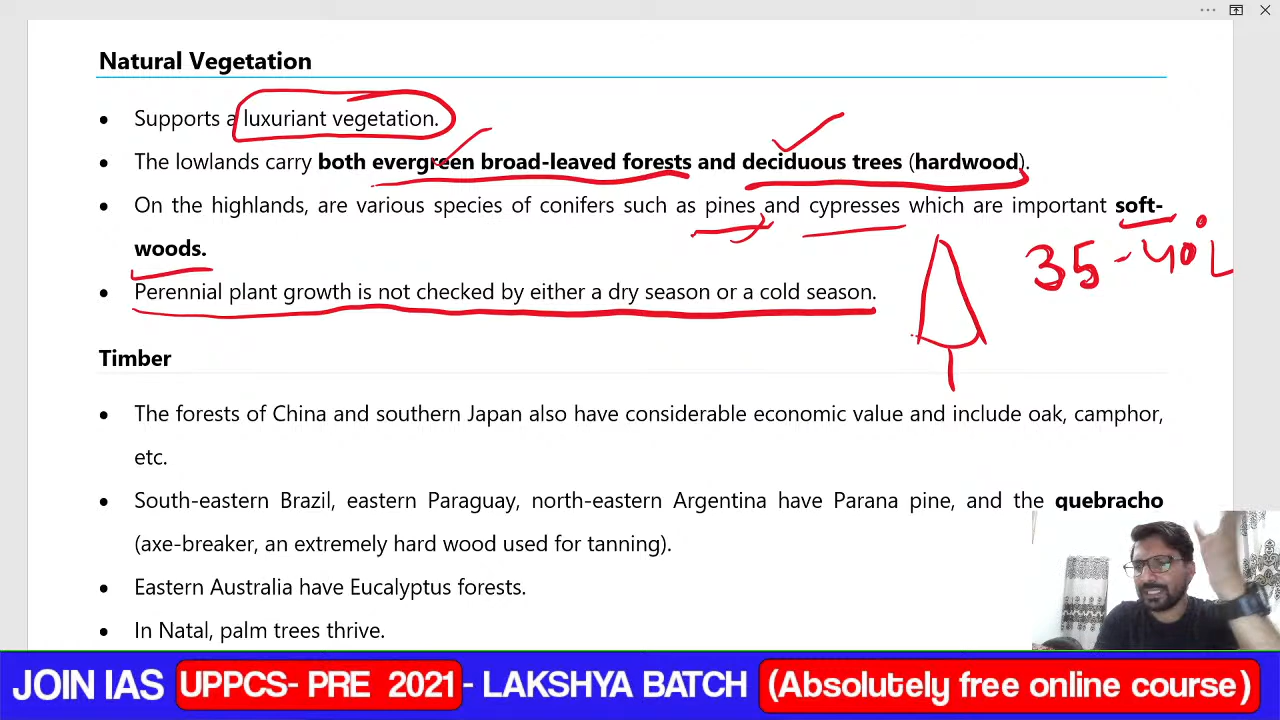 Natural Vegetation
• Supports a luxuriant vegetation.
• The lowlands carry both evergreen broad-leaved forests and deciduous trees (hardwood).
• On the highlands, are various species of conifers such as pines and cypresses which are important soft-
woods.
35-40°L
• Perennial plant growth is not checked by either a dry season or a cold season.
Timber
• The forests of China and southern Japan also have considerable economic value and include oak, camphor,
etc.
• South-eastern Brazil, eastern Paraguay, north-eastern Argentina have Parana pine, and the quebracho
(axe-breaker, an extremely hard wood used for tanning).
• Eastern Australia have Eucalyptus forests.
• In Natal, palm trees thrive.
JOIN IAS UPPCS- PRE 2021 - LAKSHYA BATCH (Absolutely free online course)